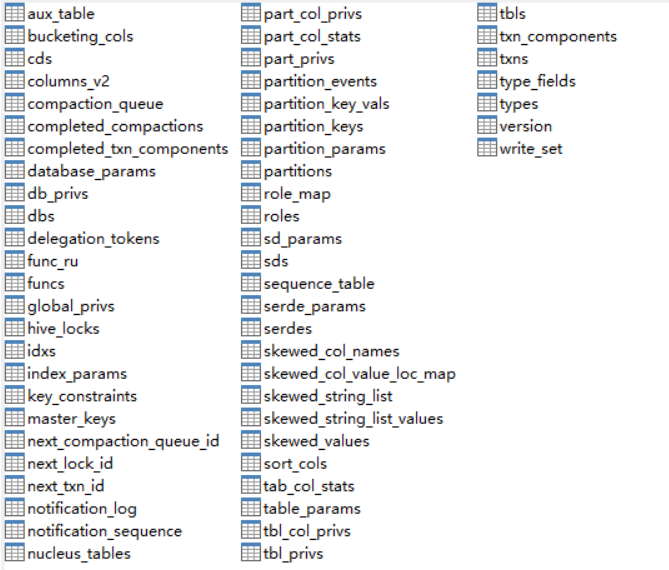 aux_table
bucketing_cols
cds
columns_v2
compaction_queue
completed_compactions
completed_txn_components
database_params
db_privs
dbs
delegation_tokens
func_ru
funcs
global_privs
hive_locks
idxs
index_params
key_constraints
master_keys
next_compaction_queue_id
next_lock_id
next_txn_id
notification_log
notification_sequence
nucleus_tables
part_col_privs
part_col_stats
part_privs
partition_events
partition_key_vals
partition_keys
partition_params
partitions
role_map
roles
sd_params
sds
sequence_table
serde_params
serdes
skewed_col_names
skewed_col_value_loc_map
skewed_string_list
skewed_string_list_values
skewed_values
sort_cols
tab_col_stats
table_params
tbl_col_privs
tbl_privs
tbls
txn_components
txns
type_fields
types
version
write_set